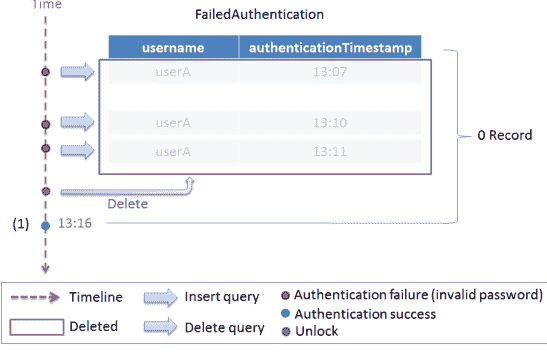 Time
FailedAuthentication
username authenticationTimestamp
userA 13:07
userA 13:10
userA 13:11
0 Record
Delete
(1) 13:16
Timeline Insert query Authentication failure (invalid password)
Authentication success
Deleted Delete query Unlock